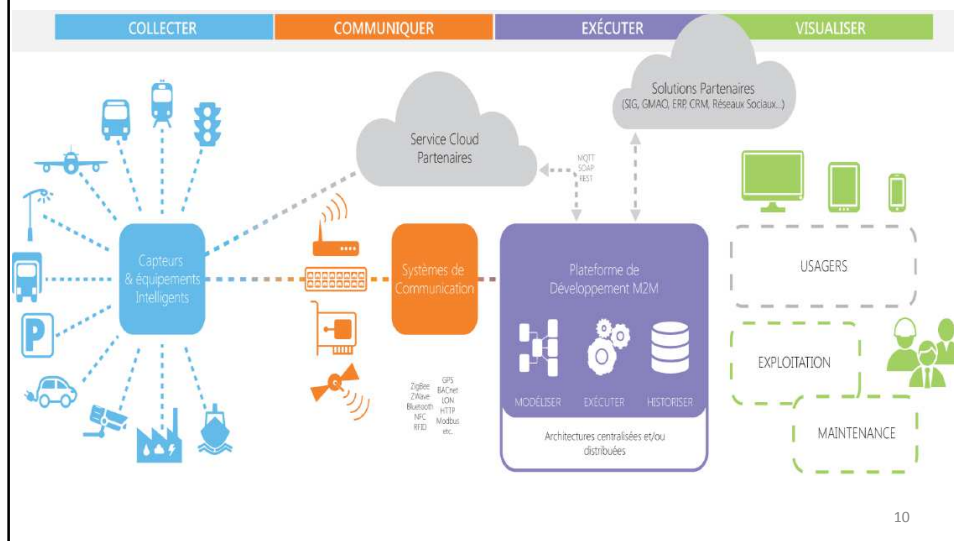 COLLECTER
COMMUNIQUER
EXÉCUTER
VISUALISER
Solutions Partenaires
(SIG, GMAO, ERP, CRM, Réseaux Sociaux...)
Service Cloud
Partenaires
MQTT
SOAP
REST
Capteurs
& équipements
Intelligents
Systèmes de
Communication
Plateforme de
Développement M2M
USAGERS
P
EXPLOITATION
MODÉLISER
EXÉCUTER
HISTORISER
ZigBee
ZWave
Bluetooth
NFC
RFID
GPS
BACnet
LON
HTTP
Modbus
etc.
Architectures centralisées et/ou
distribuées
MAINTENANCE
10